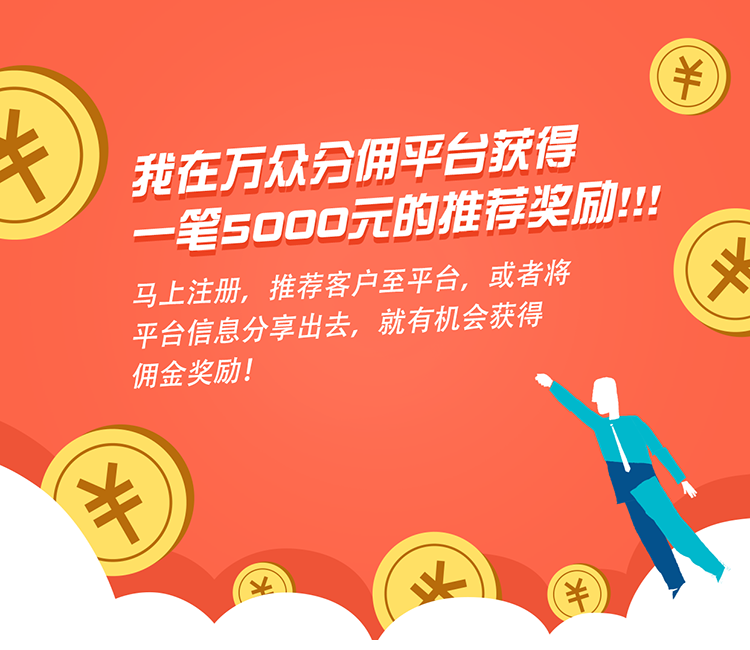 我在万众分佣平台获得
一笔5000元的推荐奖励!!!
马上注册，推荐客户至平台，或者将
平台信息分享出去，就有机会获得
佣金奖励！